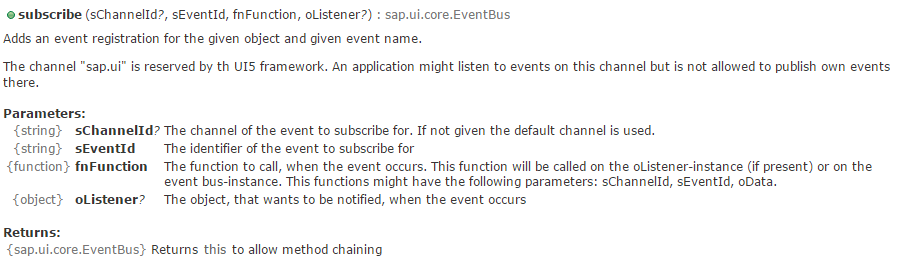 subscribe (sChannelId?, sEventId, fnFunction, oListener?) : sap.ui.core.EventBus
Adds an event registration for the given object and given event name.
The channel "sap.ui" is reserved by th UI5 framework. An application might listen to events on this channel but is not allowed to publish own events
there.
Parameters:
{string} sChannelId? The channel of the event to subscribe for. If not given the default channel is used.
{string} sEventId The identifier of the event to subscribe for
{function} fnFunction The function to call, when the event occurs. This function will be called on the oListener-instance (if present) or on the
event bus-instance. This functions might have the following parameters: sChannelId, sEventId, oData.
{object} oListener? The object, that wants to be notified, when the event occurs
Returns:
{sap.ui.core.EventBus} Returns this to allow method chaining